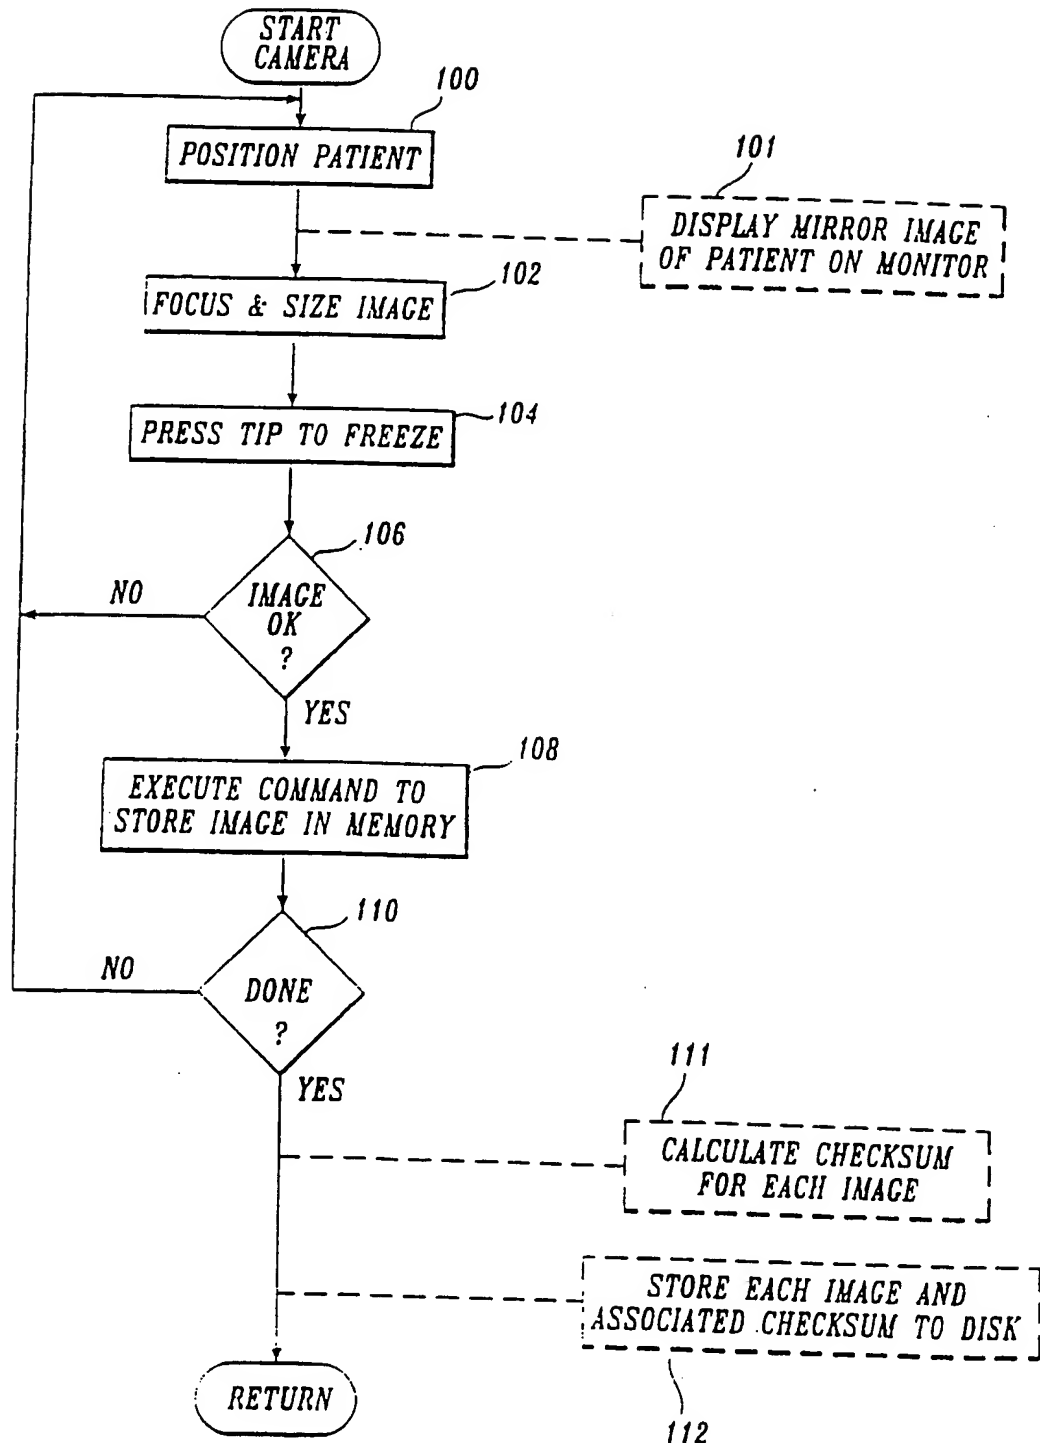 START
CAMERA
100
POSITION PATIENT
101
DISPLAY MIRROR IMAGE
OF PATIENT ON MONITOR
102
FOCUS & SIZE IMAGE
104
PRESS TIP TO FREEZE
106
IMAGE
OK
?
NO
YES
108
EXECUTE COMMAND TO
STORE IMAGE IN MEMORY
110
DONE
?
NO
YES
111
CALCULATE CHECKSUM
FOR EACH IMAGE
STORE EACH IMAGE AND
ASSOCIATED CHECKSUM TO DISK
112
RETURN